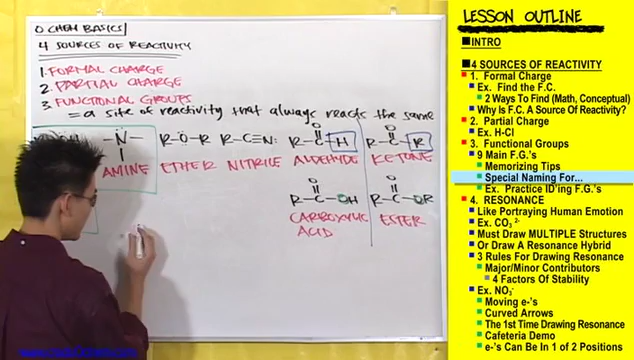 O CHEM BASICS
4 SOURCES OF REACTIVITY
1. FORMAL CHARGE
2. PARTIAL CHARGE
3. FUNCTIONAL GROUPS
= a site of reactivity that always reacts the same
OH -N- R-O-R R-C≡N: R-C-H R-C-R
AMINE ETHER NITRILE ALDEHYDE KETONE
O O
R-C-OH R-C-OR
CARBOXYLIC ACID ESTER
LESSON OUTLINE
INTRO
4 SOURCES OF REACTIVITY
1. Formal Charge
Ex. Find the F.C.
2 Ways To Find (Math, Conceptual)
Why Is F.C. A Source Of Reactivity?
2. Partial Charge
Ex. H-Cl
3. Functional Groups
9 Main F.G.'s
Memorizing Tips
Special Naming For...
Ex. Practice ID'ing F.G.'s
4. RESONANCE
Like Portraying Human Emotion
Ex. CO₃ ²⁻
Must Draw MULTIPLE Structures
Or Draw A Resonance Hybrid
3 Rules For Drawing Resonance
Major/Minor Contributors
4 Factors Of Stability
Ex. NO₃⁻
Moving e-'s
Curved Arrows
The 1st Time Drawing Resonance
Cafeteria Demo
e-'s Can Be In 1 of 2 Positions